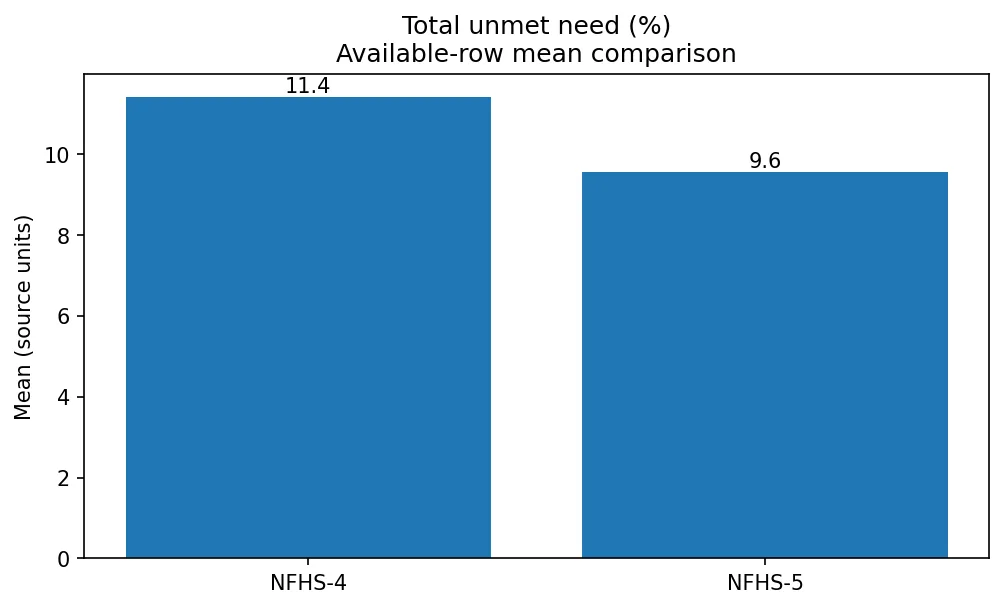 Total unmet need (%)
Available-row mean comparison
Mean (source units)
10
8
6
4
2
0
11.4
9.6
NFHS-4
NFHS-5